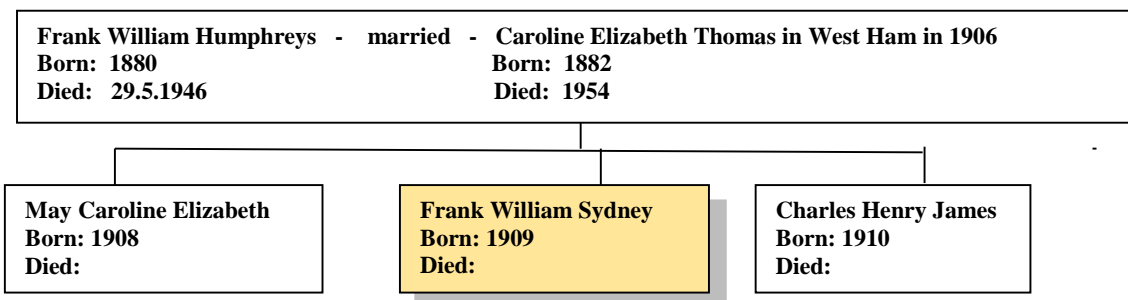 Frank William Humphreys - married - Caroline Elizabeth Thomas in West Ham in 1906
Born: 1880 Born: 1882
Died: 29.5.1946 Died: 1954
-
May Caroline Elizabeth
Born: 1908
Died:
Frank William Sydney
Born: 1909
Died:
Charles Henry James
Born: 1910
Died: